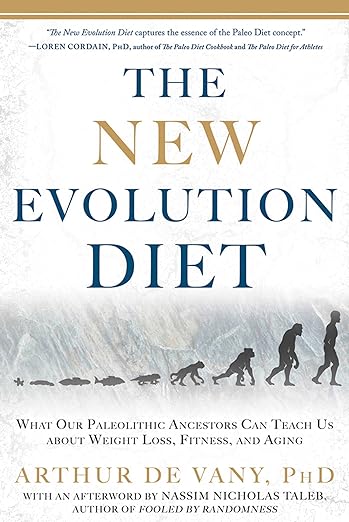 "The New Evolution Diet captures the essence of the Paleo Diet concept."
—LOREN CORDAIN, PHD, author of The Paleo Diet Cookbook and The Paleo Diet for Athletes
THE
NEW
EVOLUTION
DIET
WHAT OUR PALEOLITHIC ANCESTORS CAN TEACH US
ABOUT WEIGHT LOSS, FITNESS, AND AGING
ARTHUR DE VANY, PHD
WITH AN AFTERWORD BY NASSIM NICHOLAS TALEB,
AUTHOR OF FOOLED BY RANDOMNESS